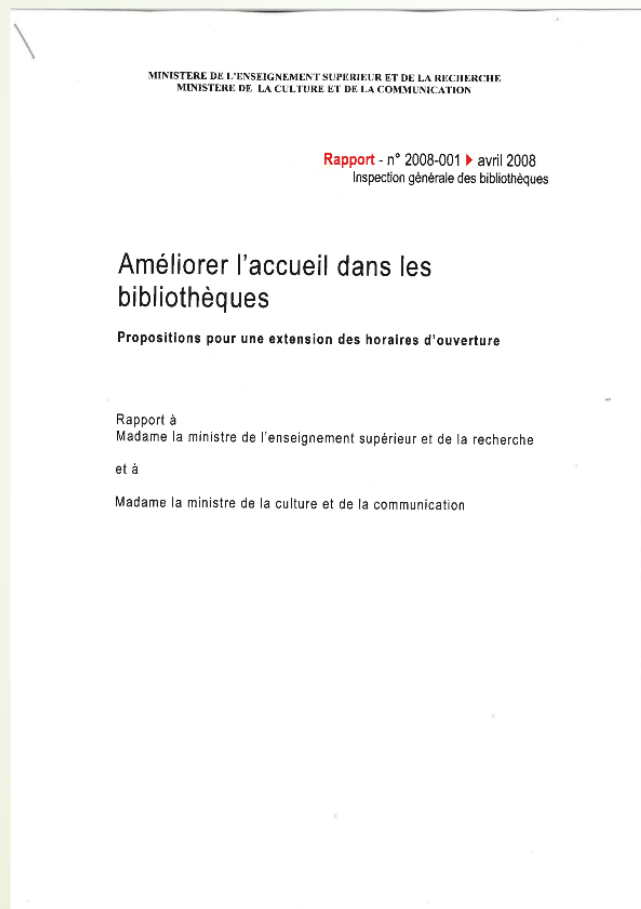 MINISTERE DE L'ENSEIGNEMENT SUPERIEUR ET DE LA RECHERCHE
MINISTERE DE LA CULTURE ET DE LA COMMUNICATION
Rapport - n° 2008-001 ▶ avril 2008
Inspection générale des bibliothèques
Améliorer l'accueil dans les
bibliothèques
Propositions pour une extension des horaires d'ouverture
Rapport à
Madame la ministre de l'enseignement supérieur et de la recherche
et à
Madame la ministre de la culture et de la communication